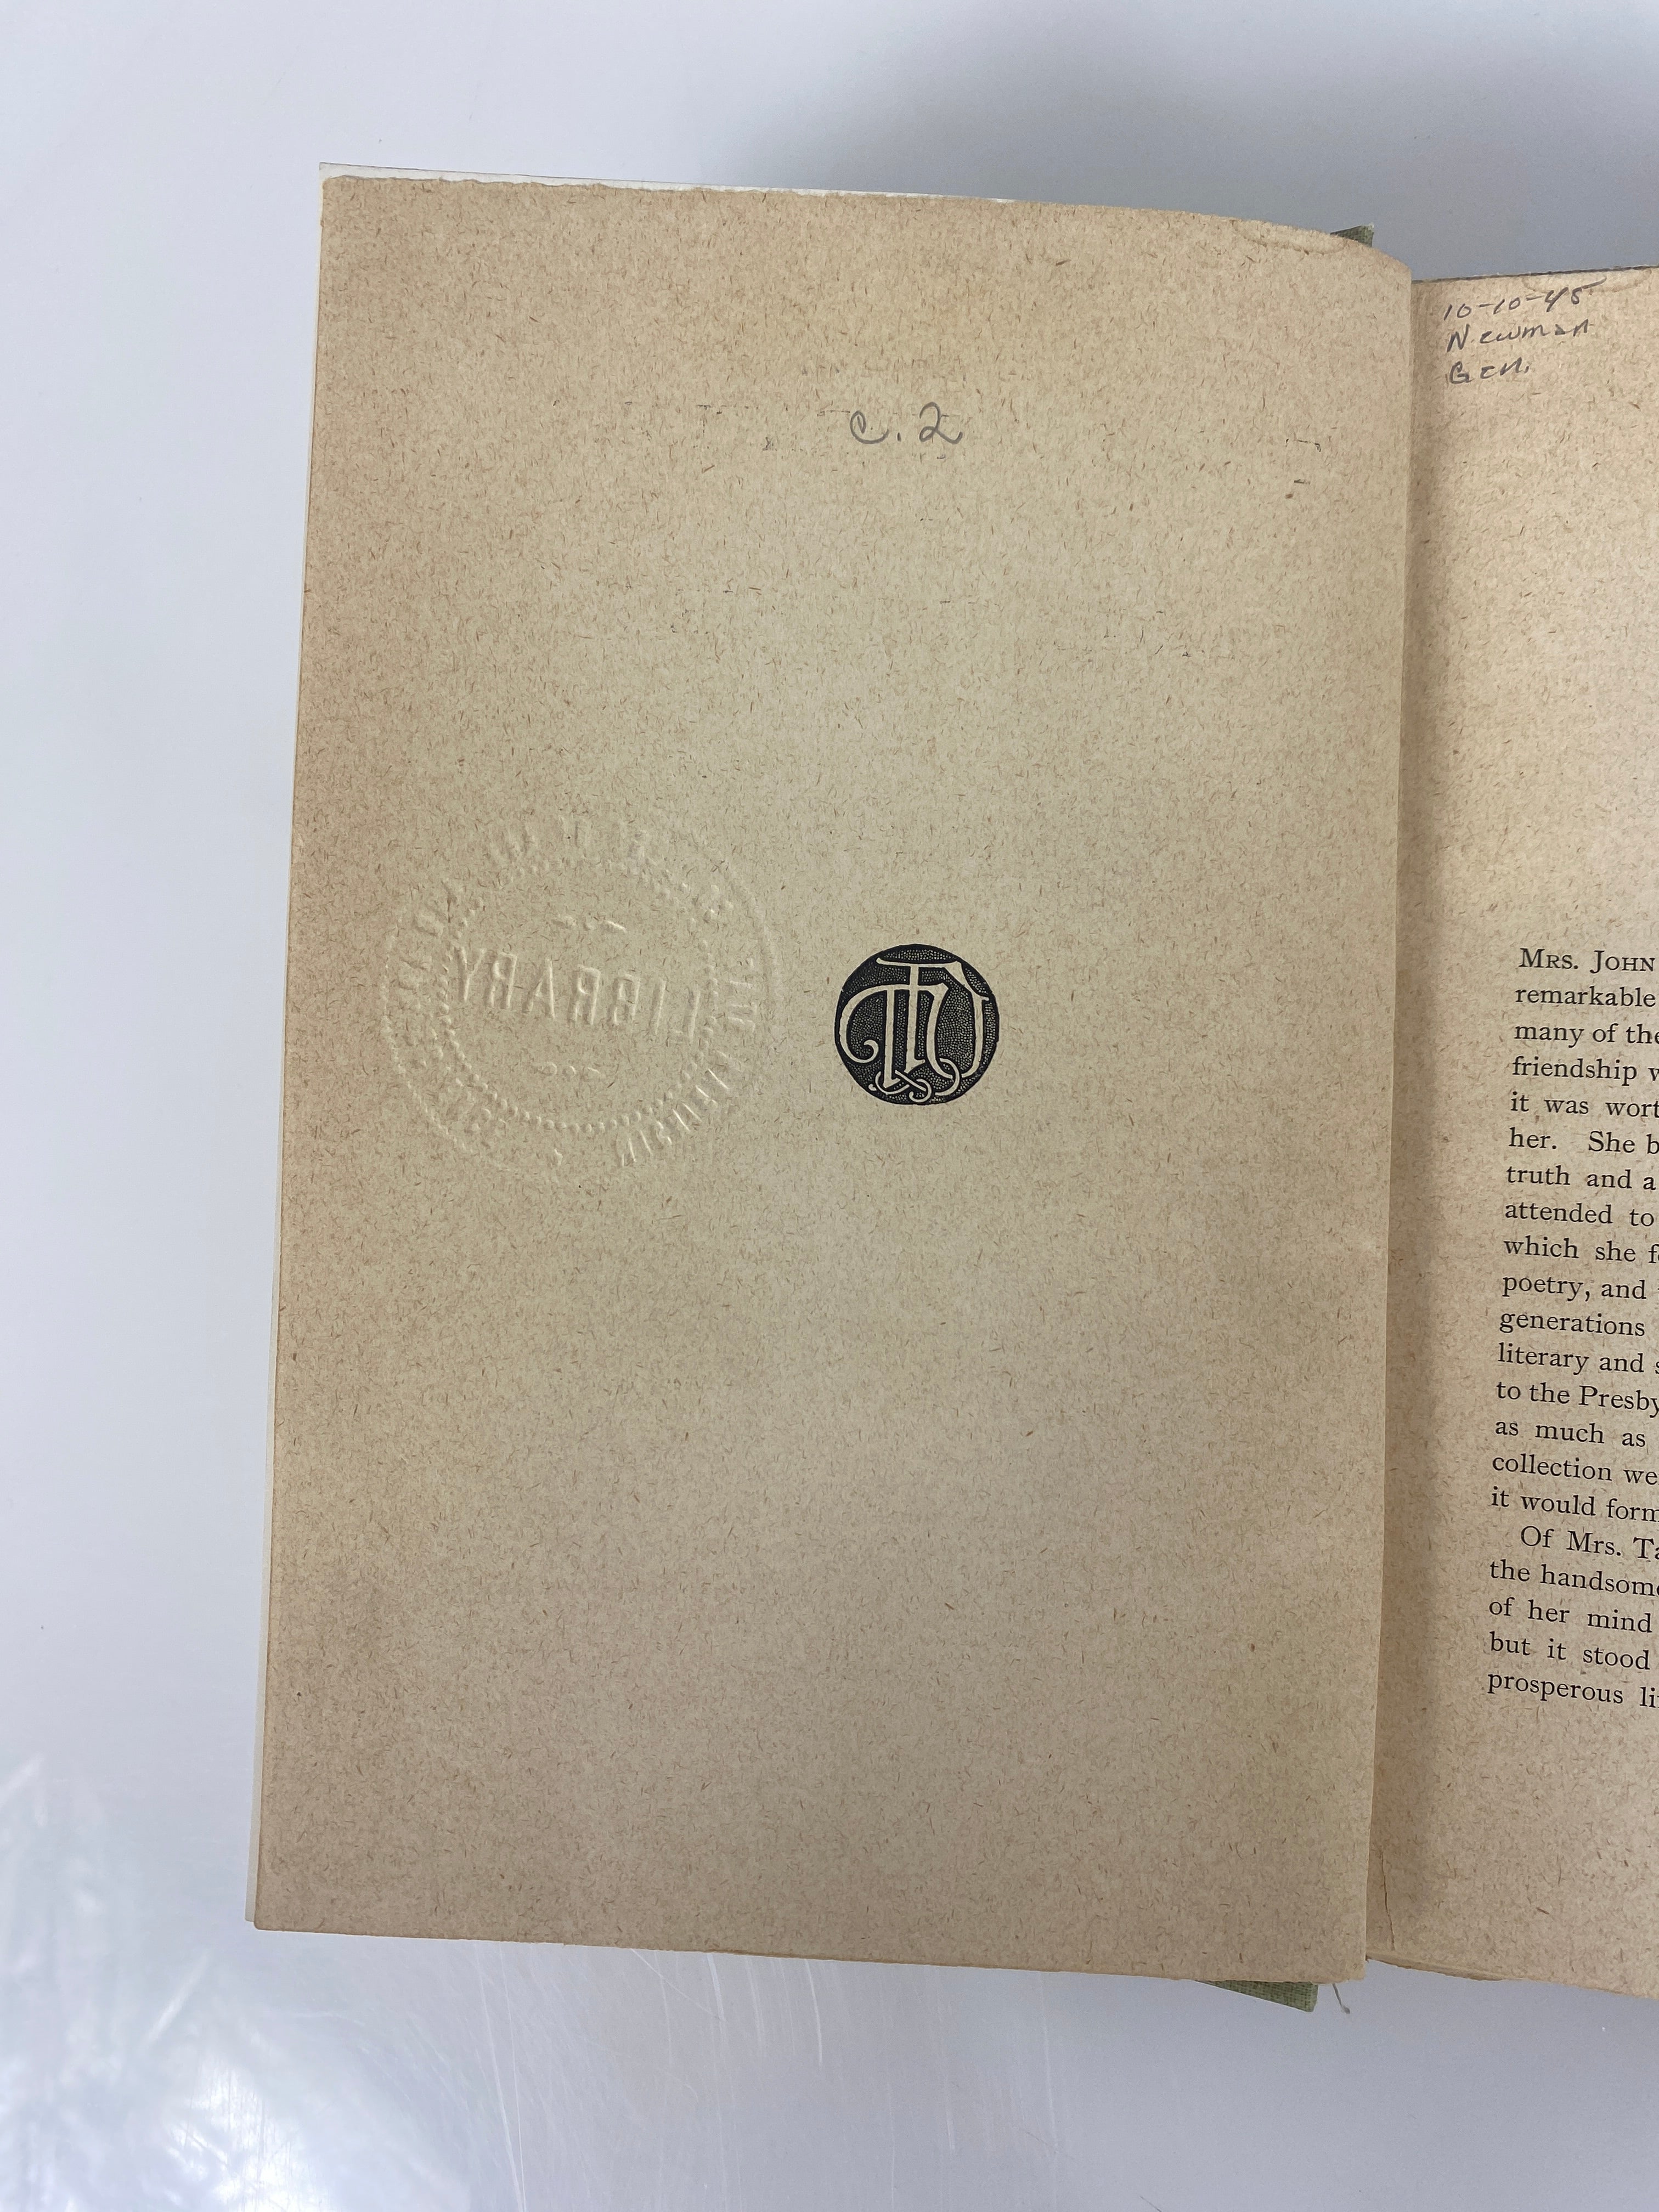 c. 2
LIBRARY
10-10-45
Newman
Gen.
MRS. JOHN
remarkable
many of the
friendship w
it was wort
her. She b
truth and a
attended to
which she f
poetry, and
generations
literary and s
to the Presby
as much as
collection we
it would form
Of Mrs. Ta
the handsome
of her mind
but it stood
prosperous li